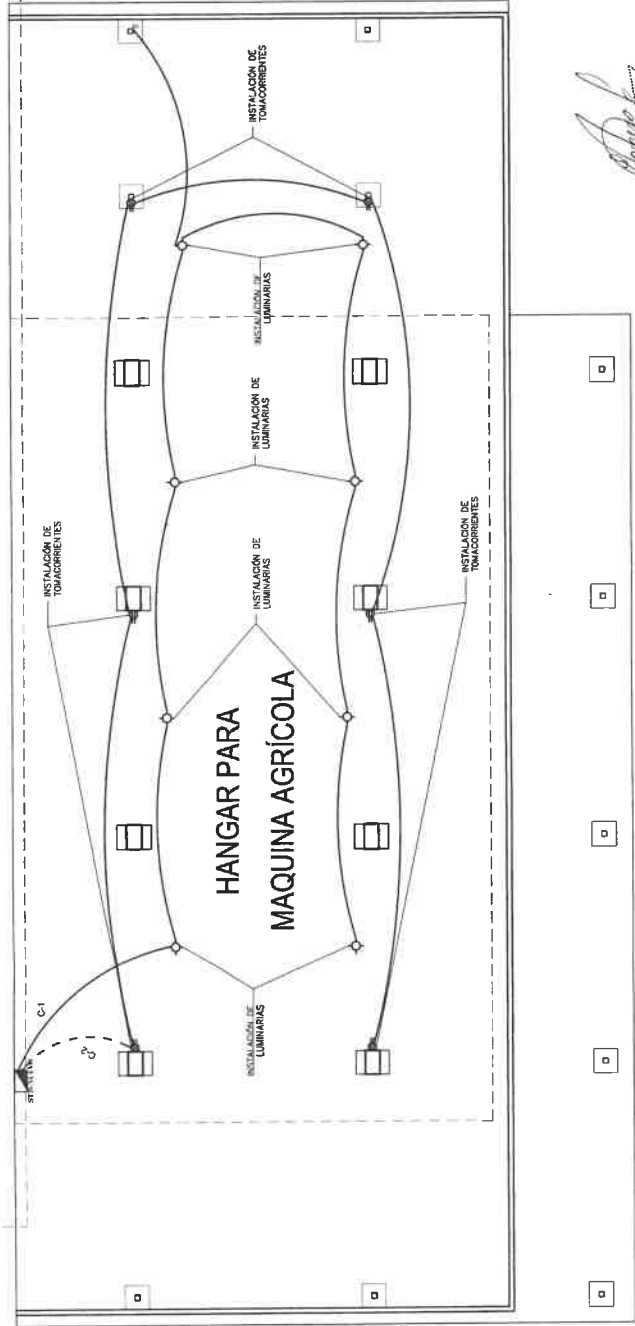 INSTALACIÓN DE
TOMACORRIENTES
INSTALACIÓN DE
TOMACORRIENTES
INSTALACIÓN DE
LUMINARIAS
INSTALACIÓN DE
LUMINARIAS
INSTALACIÓN DE
LUMINARIAS
INSTALACIÓN DE
LUMINARIAS
HANGAR PARA
MAQUINA AGRÍCOLA
INSTALACIÓN DE
TOMACORRIENTES
C-1
C-2